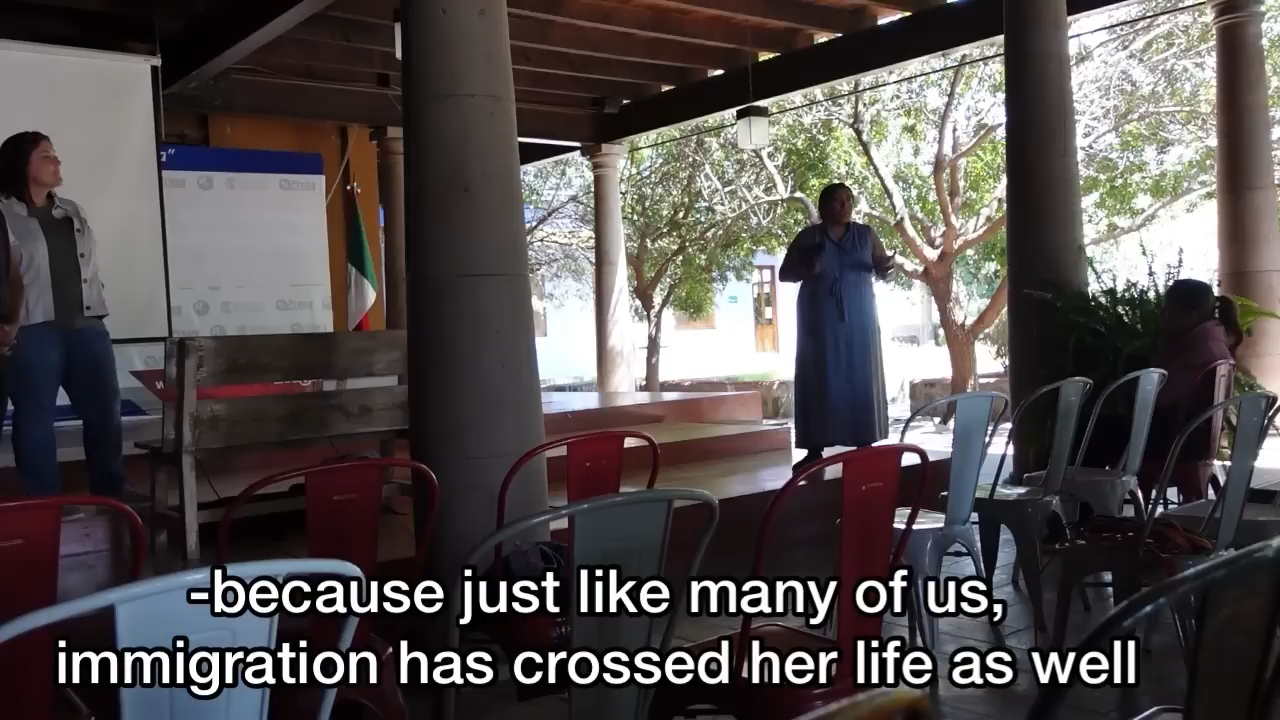 a"
-because just like many of us,
immigration has crossed her life as well